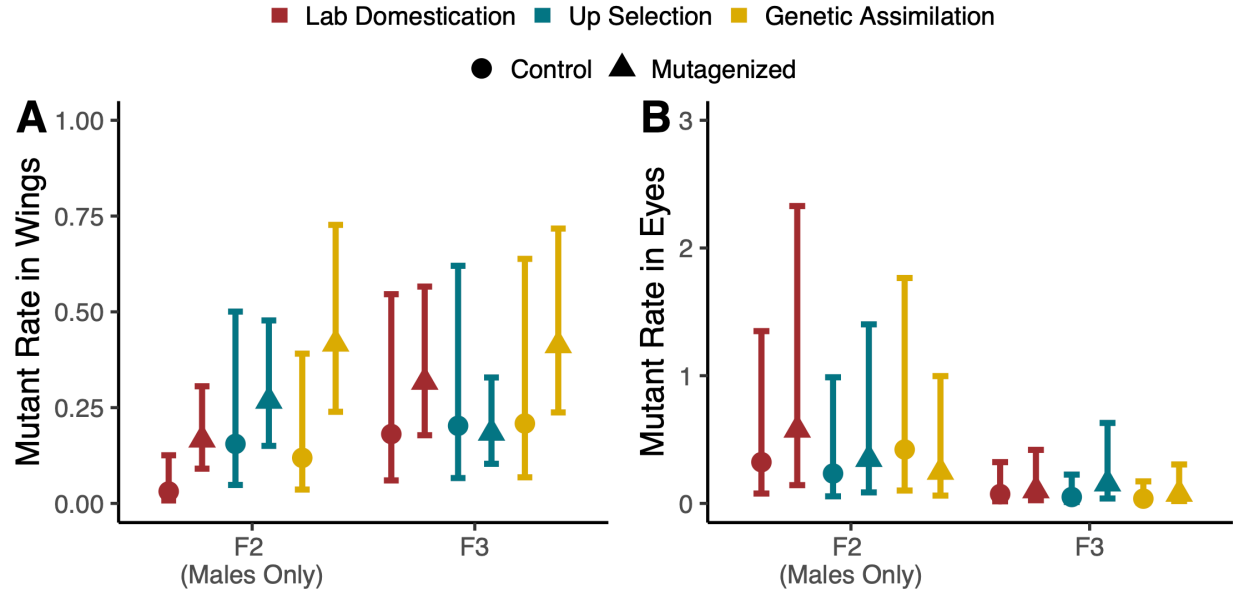 Lab Domestication Up Selection Genetic Assimilation
Control Mutagenized
A
Mutant Rate in Wings
1.00
0.75
0.50
0.25
0.00
F2
(Males Only)
F3
B
Mutant Rate in Eyes
3
2
1
0
F2
(Males Only)
F3